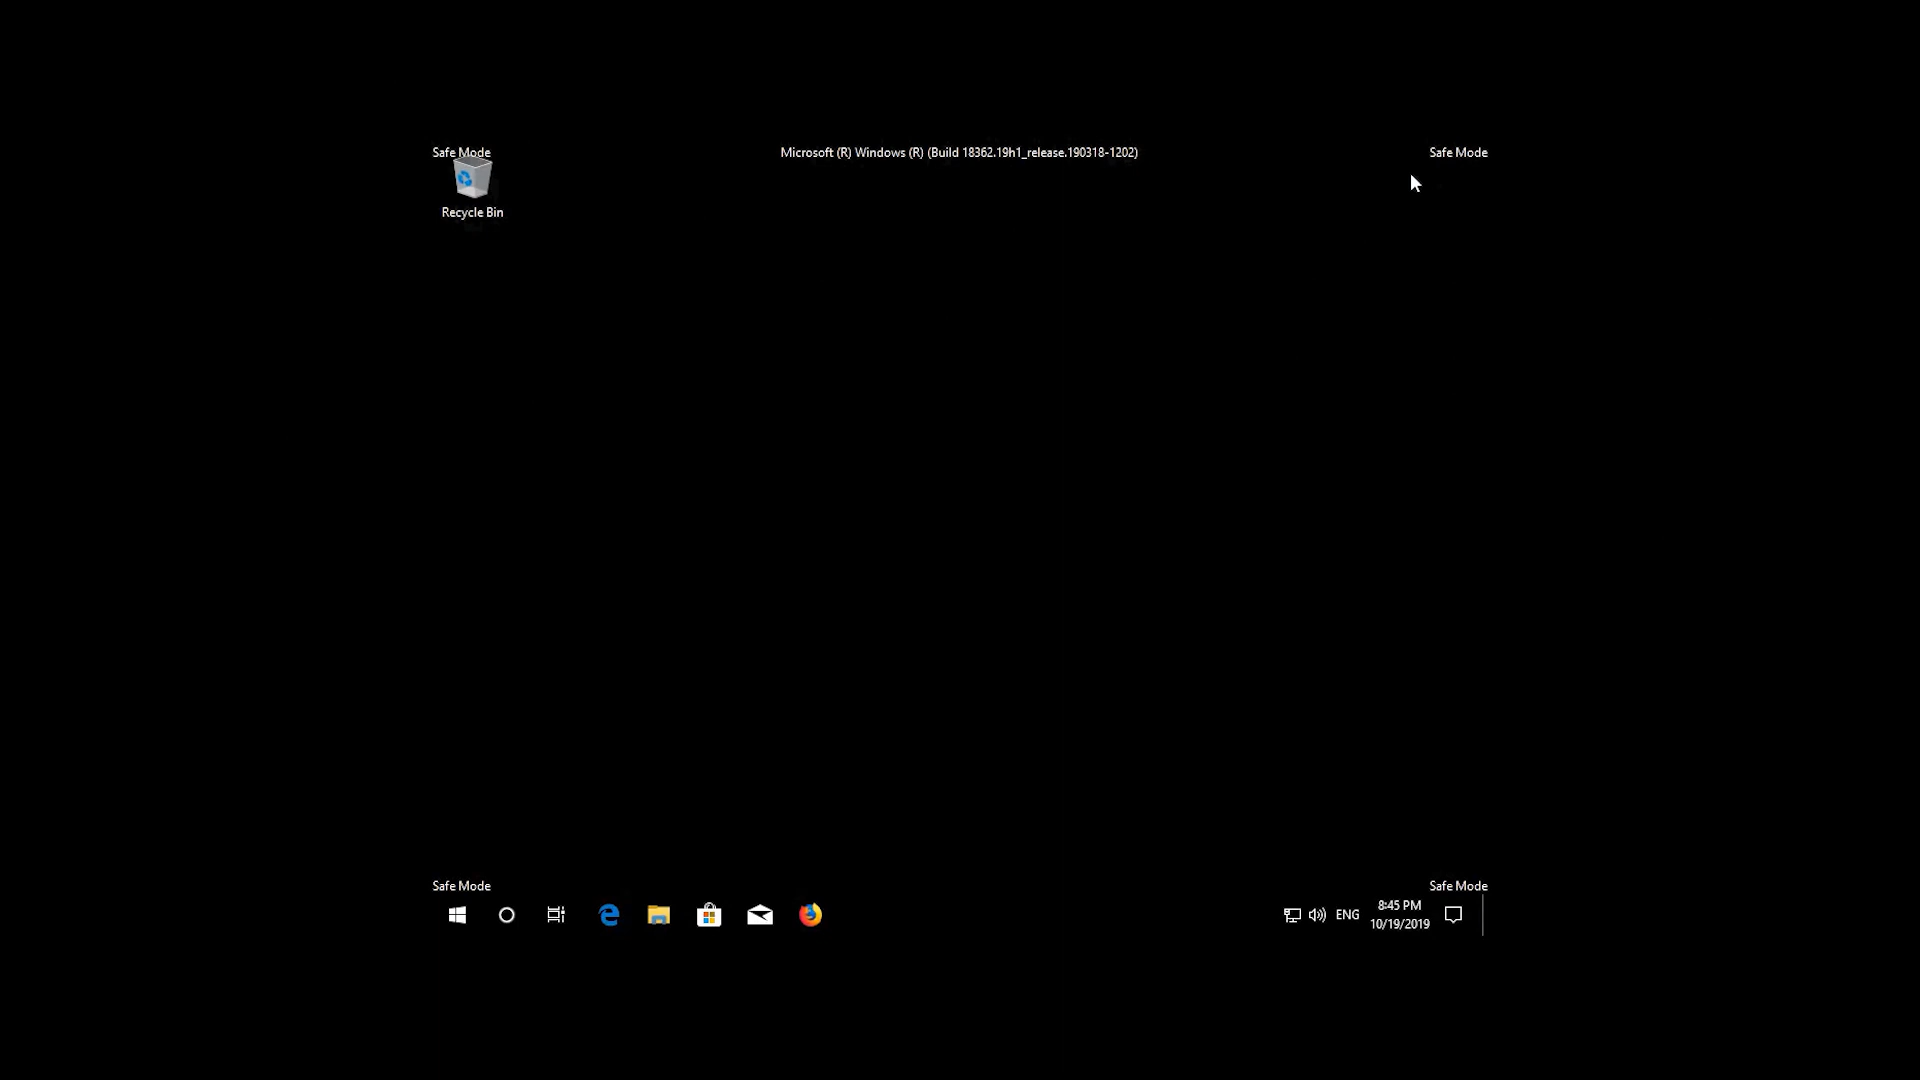 Safe Mode
Microsoft (R) Windows (R) (Build 18362.19h1_release.190318-1202)
Safe Mode
Recycle Bin
Safe Mode
Safe Mode
ENG
8:45 PM
10/19/2019